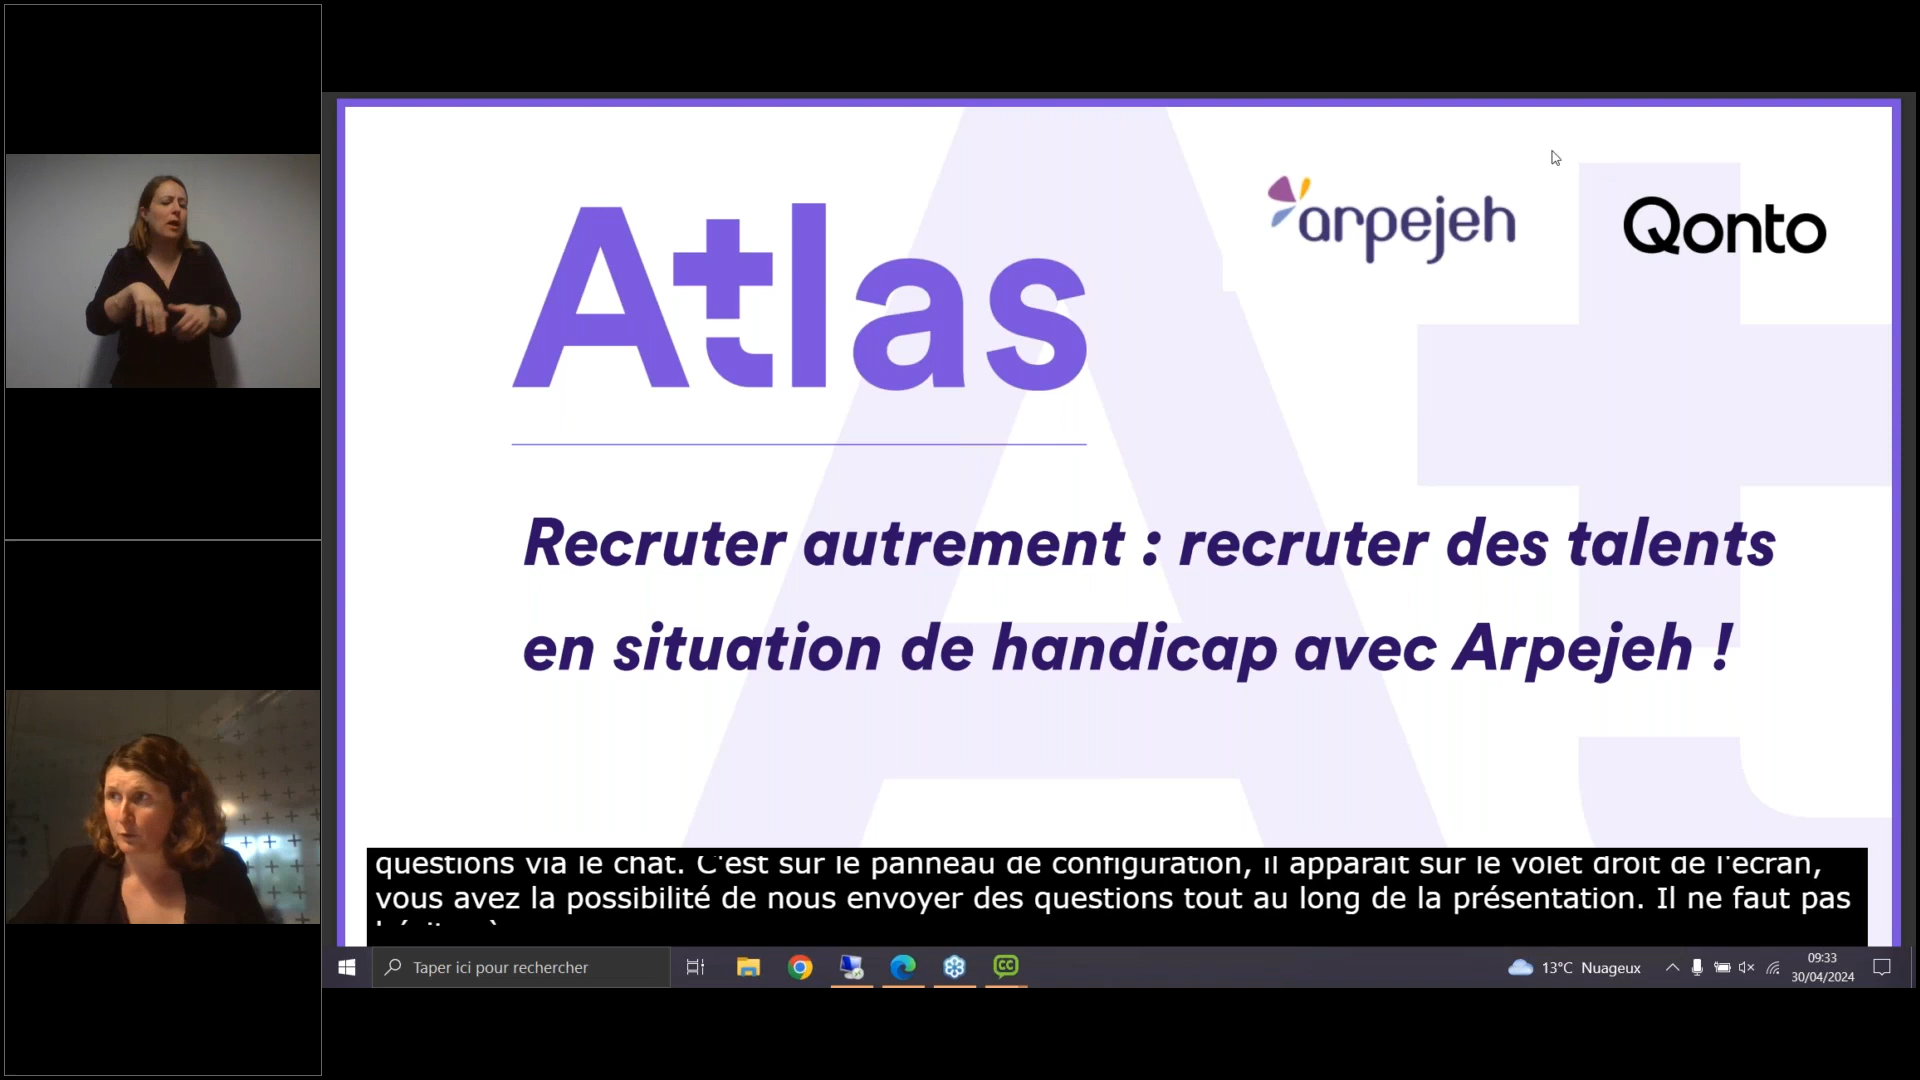 Atlas
arpejeh
Qonto
Recruter autrement : recruter des talents
en situation de handicap avec Arpejeh !
questions via le chat. C'est sur le panneau de configuration, il apparaît sur le volet droit de l'écran,
vous avez la possibilité de nous envoyer des questions tout au long de la présentation. Il ne faut pas
Taper ici pour rechercher
CC
13°C Nuageux
09:33
30/04/2024